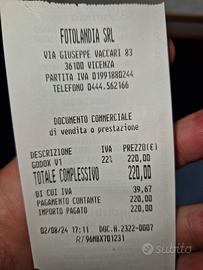 FOTOLANDIA SRL
VIA GIUSEPPE VACCARI 83
36100 VICENZA
PARTITA IVA 01991880244
TELEFONO 0444.562166
DOCUMENTO COMMERCIALE
di vendita o prestazione
DESCRIZIONE IVA PREZZO(€)
GODOX V1 22% 220,00
TOTALE COMPLESSIVO 220,00
DI CUI IVA 39,67
PAGAMENTO CONTANTE 220,00
IMPORTO PAGATO 220,00
02/08/24 17:11 DOC.N.2322-0007
96MBX701231
subito